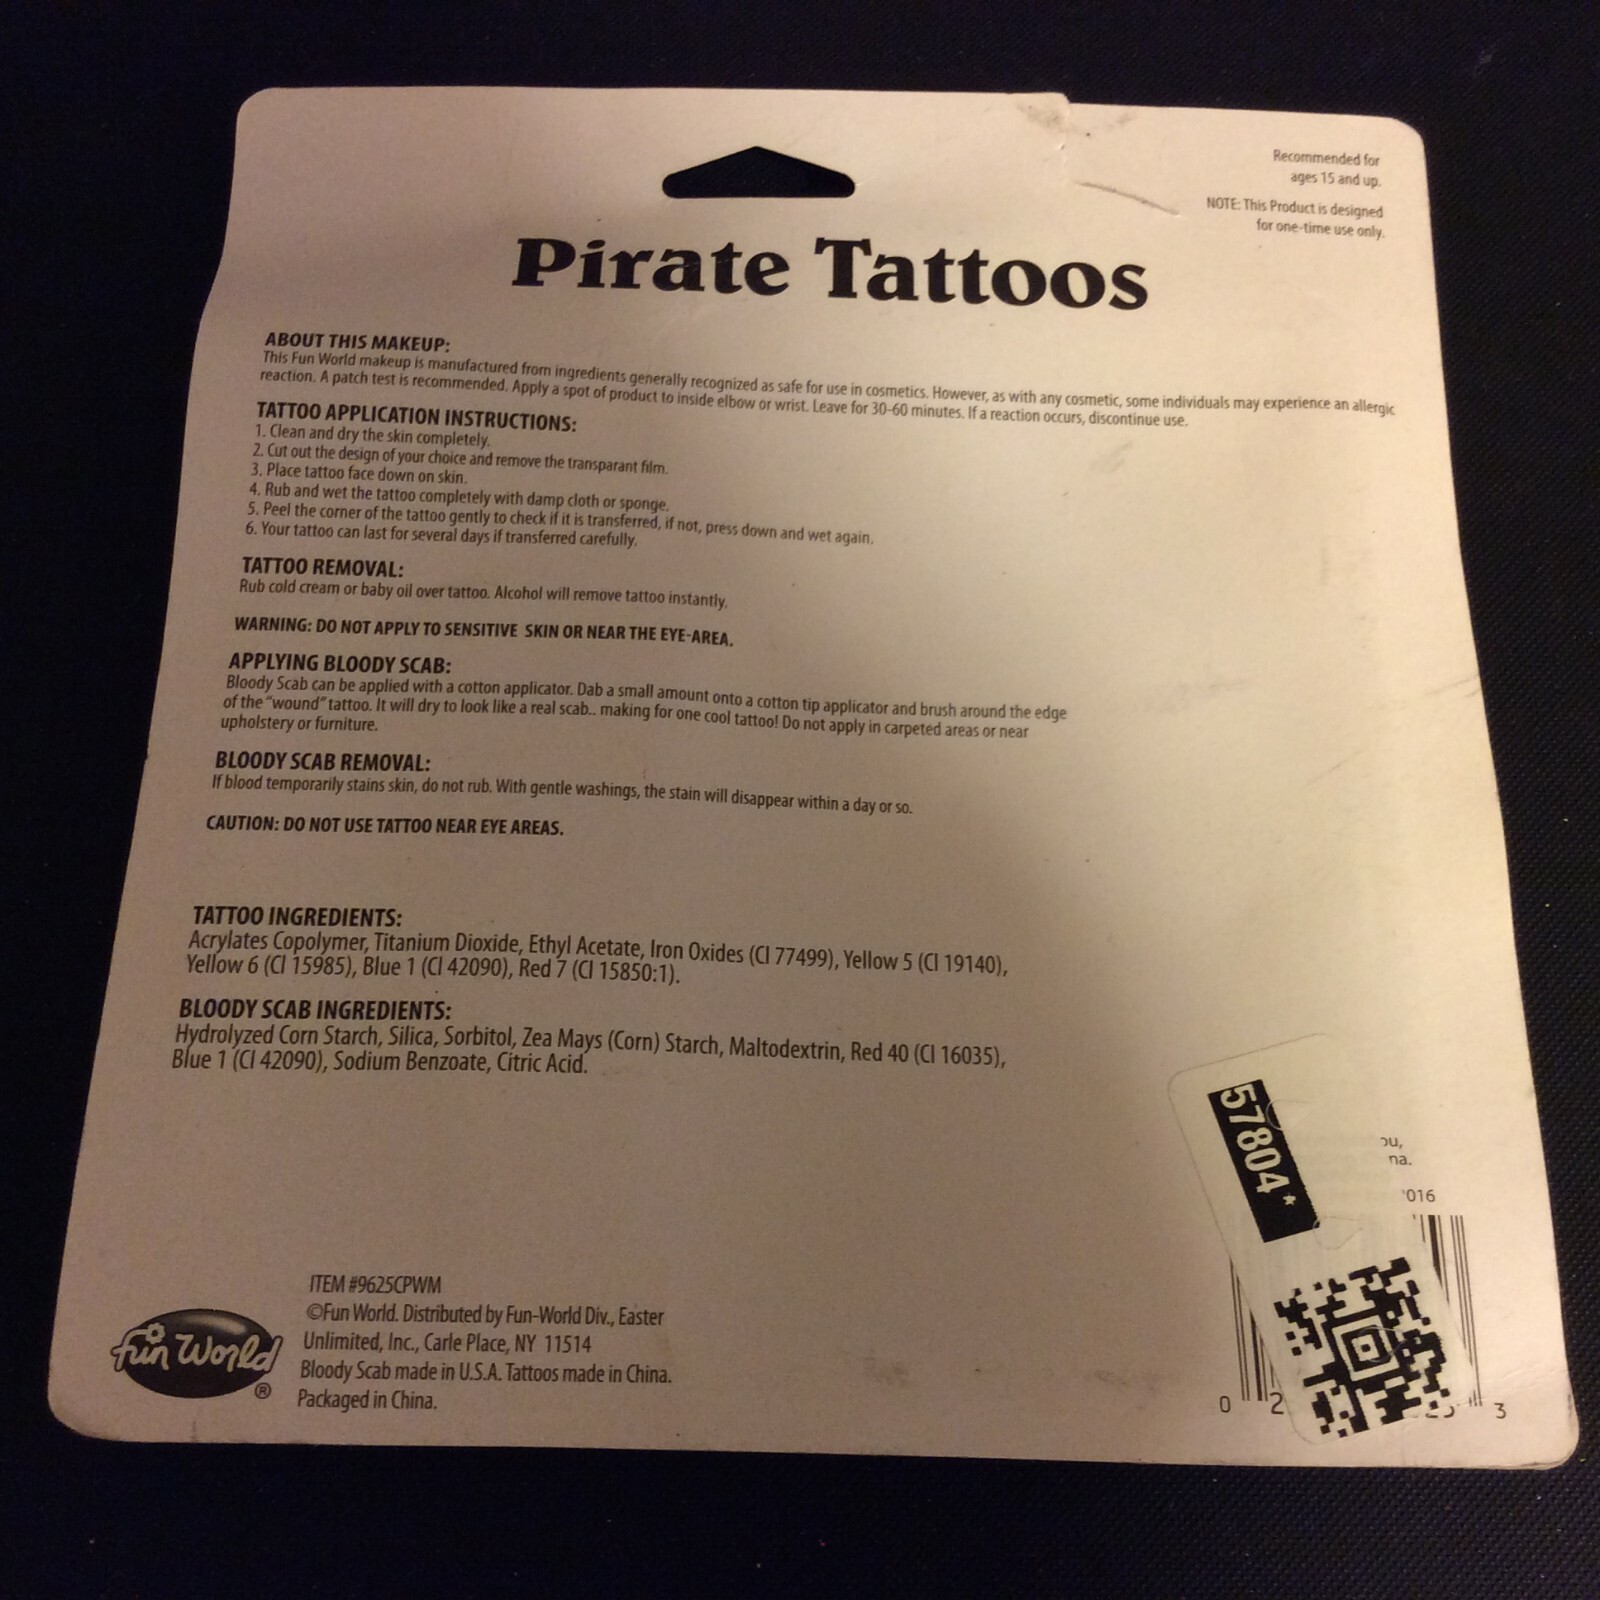 Recommended for
ages 15 and up.
NOTE: This Product is designed
for one-time use only.
Pirate Tattoos
ABOUT THIS MAKEUP:
This Fun World makeup is manufactured from ingredients generally recognized as safe for use in cosmetics. However, as with any cosmetic, some individuals may experience an allergic
reaction. A patch test is recommended. Apply a spot of product to inside elbow or wrist. Leave for 30-60 minutes. If a reaction occurs, discontinue use.
TATTOO APPLICATION INSTRUCTIONS:
1. Clean and dry the skin completely.
2. Cut out the design of your choice and remove the transparant film.
3. Place tattoo face down on skin.
4. Rub and wet the tattoo completely with damp cloth or sponge.
5. Peel the corner of the tattoo gently to check if it is transferred, if not, press down and wet again.
6. Your tattoo can last for several days if transferred carefully.
TATTOO REMOVAL:
Rub cold cream or baby oil over tattoo. Alcohol will remove tattoo instantly.
WARNING: DO NOT APPLY TO SENSITIVE SKIN OR NEAR THE EYE-AREA.
APPLYING BLOODY SCAB:
Bloody Scab can be applied with a cotton applicator. Dab a small amount onto a cotton tip applicator and brush around the edge
of the "wound" tattoo. It will dry to look like a real scab.. making for one cool tattoo! Do not apply in carpeted areas or near
upholstery or furniture.
BLOODY SCAB REMOVAL:
If blood temporarily stains skin, do not rub. With gentle washings, the stain will disappear within a day or so.
CAUTION: DO NOT USE TATTOO NEAR EYE AREAS.
TATTOO INGREDIENTS:
Acrylates Copolymer, Titanium Dioxide, Ethyl Acetate, Iron Oxides (CI 77499), Yellow 5 (CI 19140),
Yellow 6 (CI 15985), Blue 1 (CI 42090), Red 7 (CI 15850:1).
BLOODY SCAB INGREDIENTS:
Hydrolyzed Corn Starch, Silica, Sorbitol, Zea Mays (Corn) Starch, Maltodextrin, Red 40 (CI 16035),
Blue 1 (CI 42090), Sodium Benzoate, Citric Acid.
57804*
ou,
na.
016
ITEM #9625CPWM
©Fun World. Distributed by Fun-World Div., Easter
Unlimited, Inc., Carle Place, NY 11514
Bloody Scab made in U.S.A. Tattoos made in China.
Packaged in China.
fun World ®
0 2 3